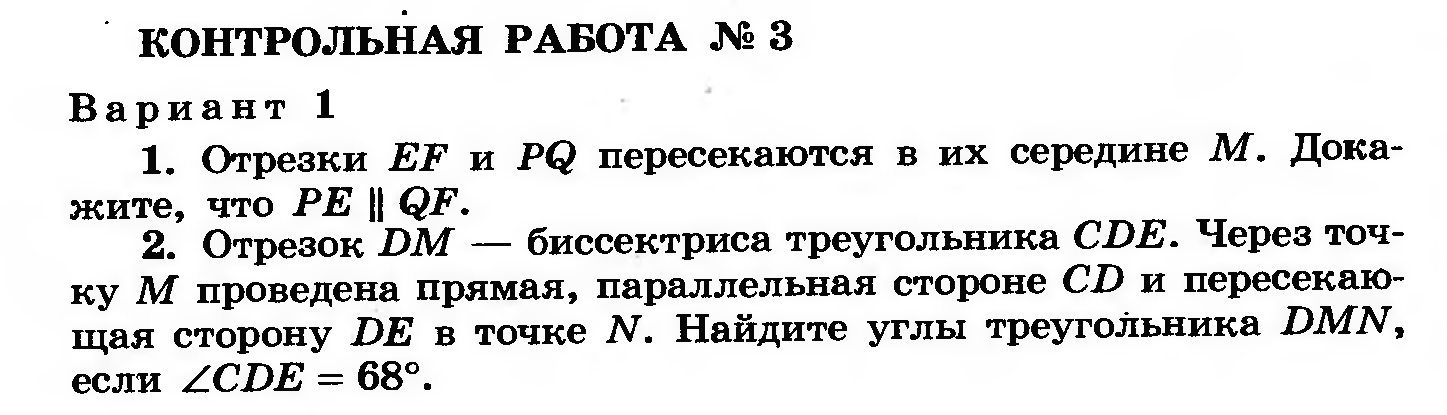 КОНТРОЛЬНАЯ РАБОТА № 3
Вариант 1
1. Отрезки EF и PQ пересекаются в их середине M. Дока-
жите, что PE ∥ QF.
2. Отрезок DM — биссектриса треугольника CDE. Через точ-
ку M проведена прямая, параллельная стороне CD и пересекаю-
щая сторону DE в точке N. Найдите углы треугольника DMN,
если ∠CDE = 68°.